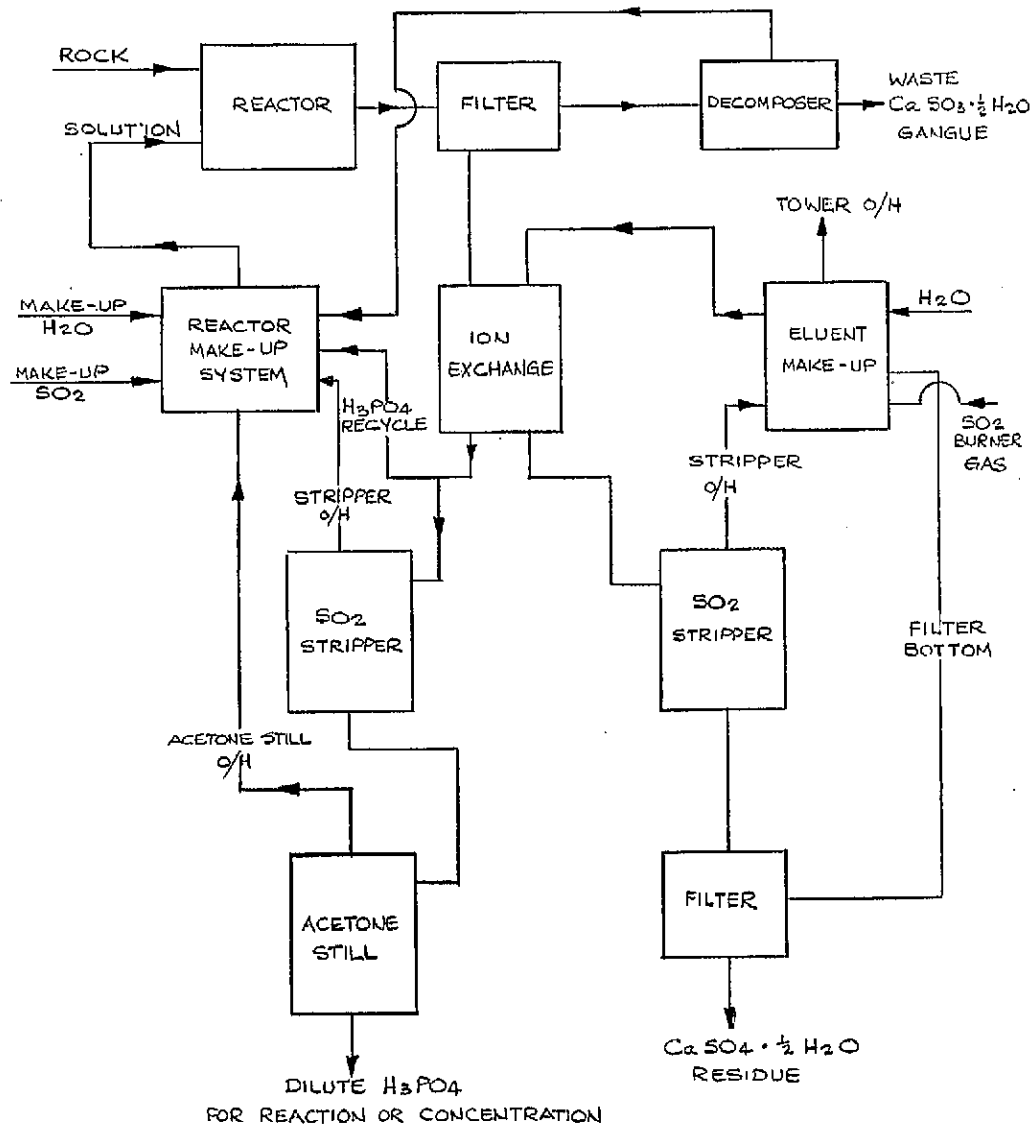 ROCK
REACTOR
FILTER
DECOMPOSER
WASTE
CaSO3·½H2O
GANGUE
SOLUTION
TOWER O/H
MAKE-UP
H2O
MAKE-UP
SO2
REACTOR
MAKE-UP
SYSTEM
ION
EXCHANGE
ELUENT
MAKE-UP
H2O
SO2
BURNER
GAS
H3PO4
RECYCLE
STRIPPER
O/H
STRIPPER
O/H
SO2
STRIPPER
SO2
STRIPPER
FILTER
BOTTOM
ACETONE STILL
O/H
ACETONE
STILL
FILTER
CaSO4·½H2O
RESIDUE
DILUTE H3PO4
FOR REACTION OR CONCENTRATION